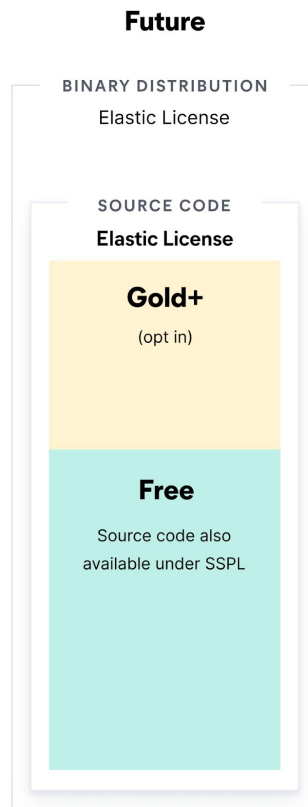 Future
BINARY DISTRIBUTION
Elastic License
SOURCE CODE
Elastic License
Gold+
(opt in)
Free
Source code also
available under SSPL